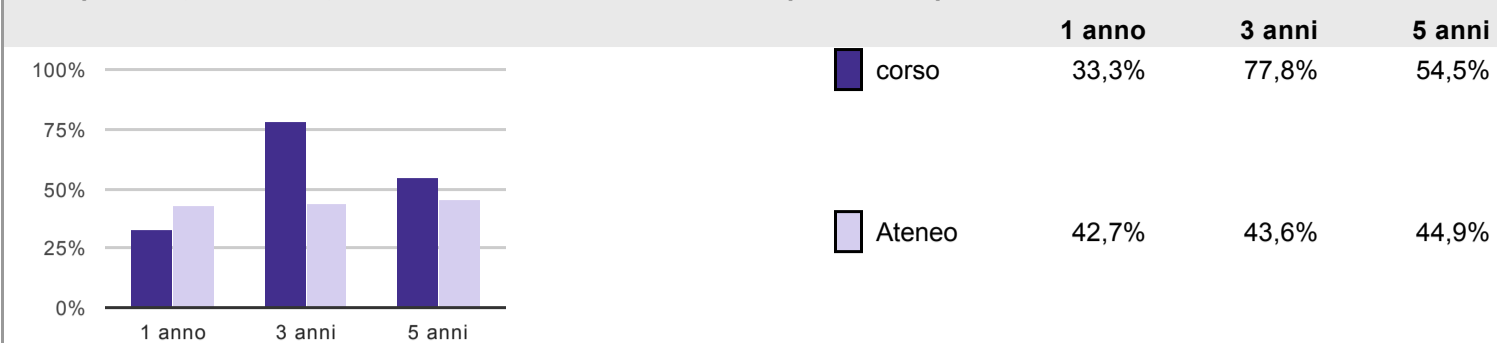 1 anno 3 anni 5 anni
100%
75%
50%
25%
0%
1 anno 3 anni 5 anni
corso 33,3% 77,8% 54,5%
Ateneo 42,7% 43,6% 44,9%